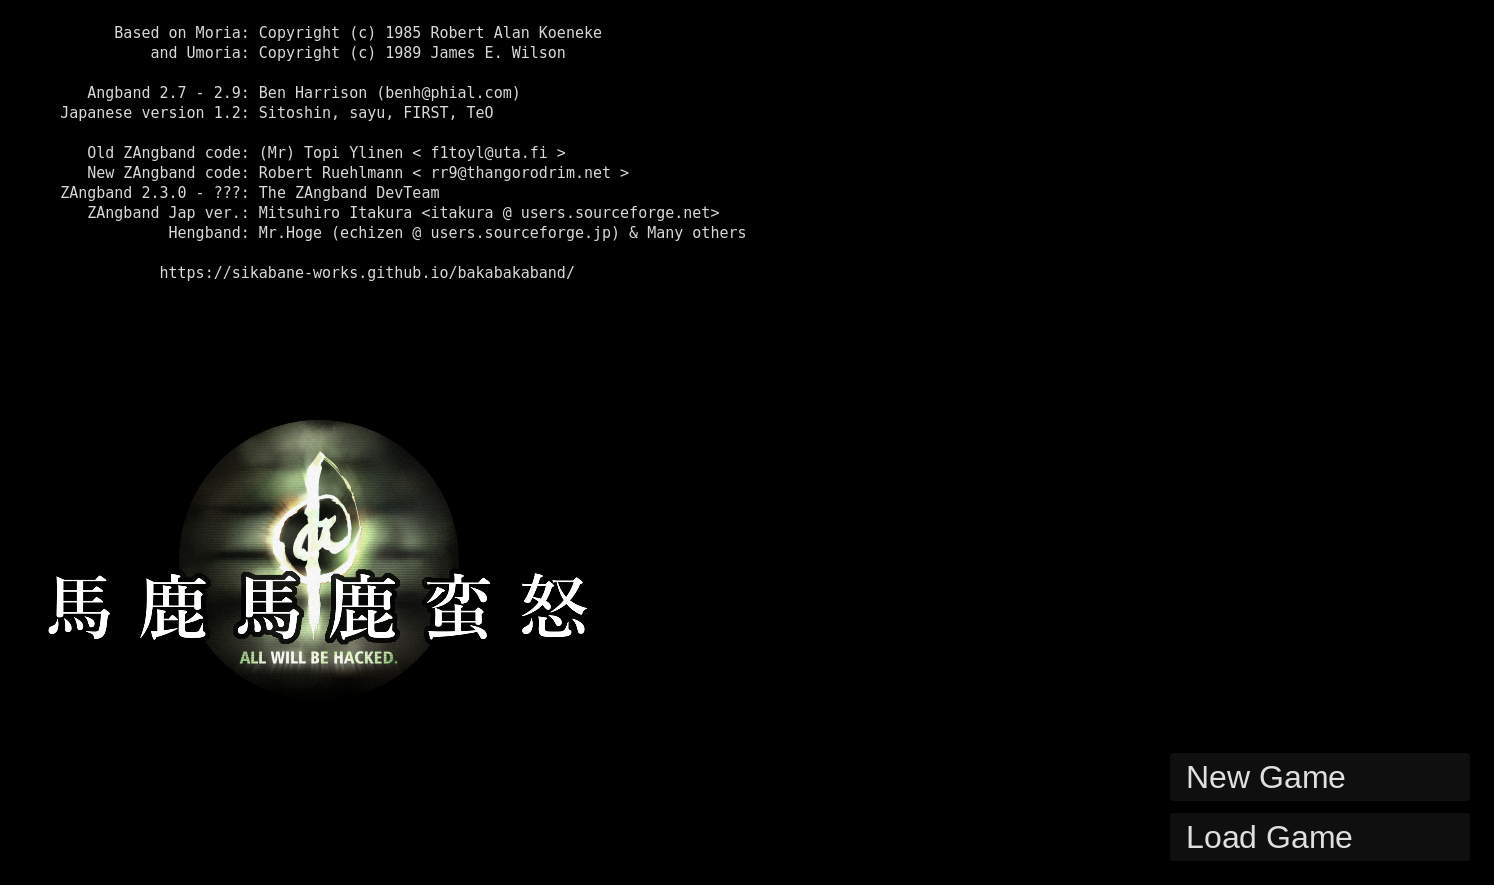 Based on Moria: Copyright (c) 1985 Robert Alan Koeneke
and Umoria: Copyright (c) 1989 James E. Wilson
Angband 2.7 - 2.9: Ben Harrison (benh@phial.com)
Japanese version 1.2: Sitoshin, sayu, FIRST, TeO
Old ZAngband code: (Mr) Topi Ylinen < f1toyl@uta.fi >
New ZAngband code: Robert Ruehlmann < rr9@thangorodrim.net >
ZAngband 2.3.0 - ???: The ZAngband DevTeam
ZAngband Jap ver.: Mitsuhiro Itakura <itakura @ users.sourceforge.net>
Hengband: Mr.Hoge (echizen @ users.sourceforge.jp) & Many others
https://sikabane-works.github.io/bakabakaband/
馬鹿馬鹿蛮怒
ALL WILL BE HACKED.
New Game
Load Game